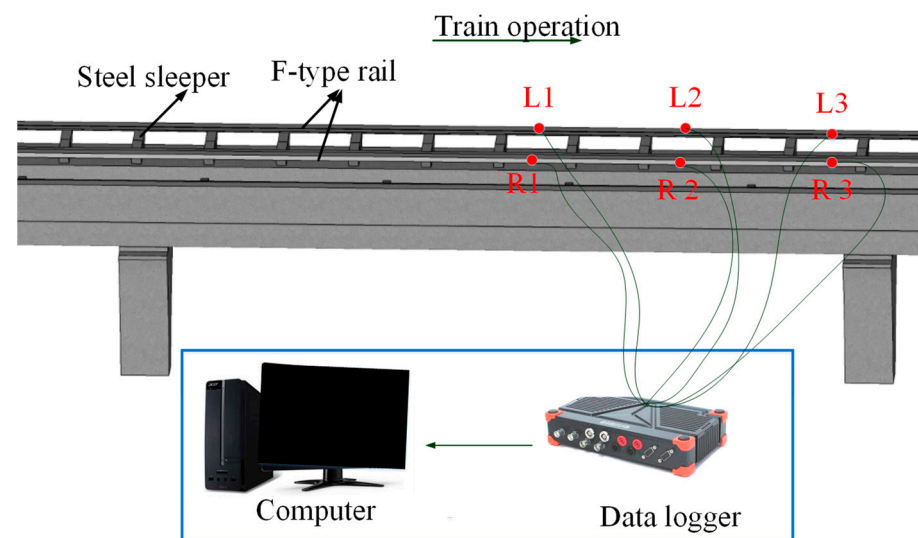 Train operation
Steel sleeper
F-type rail
L1
L2
L3
R1
R 2
R 3
Computer
Data logger